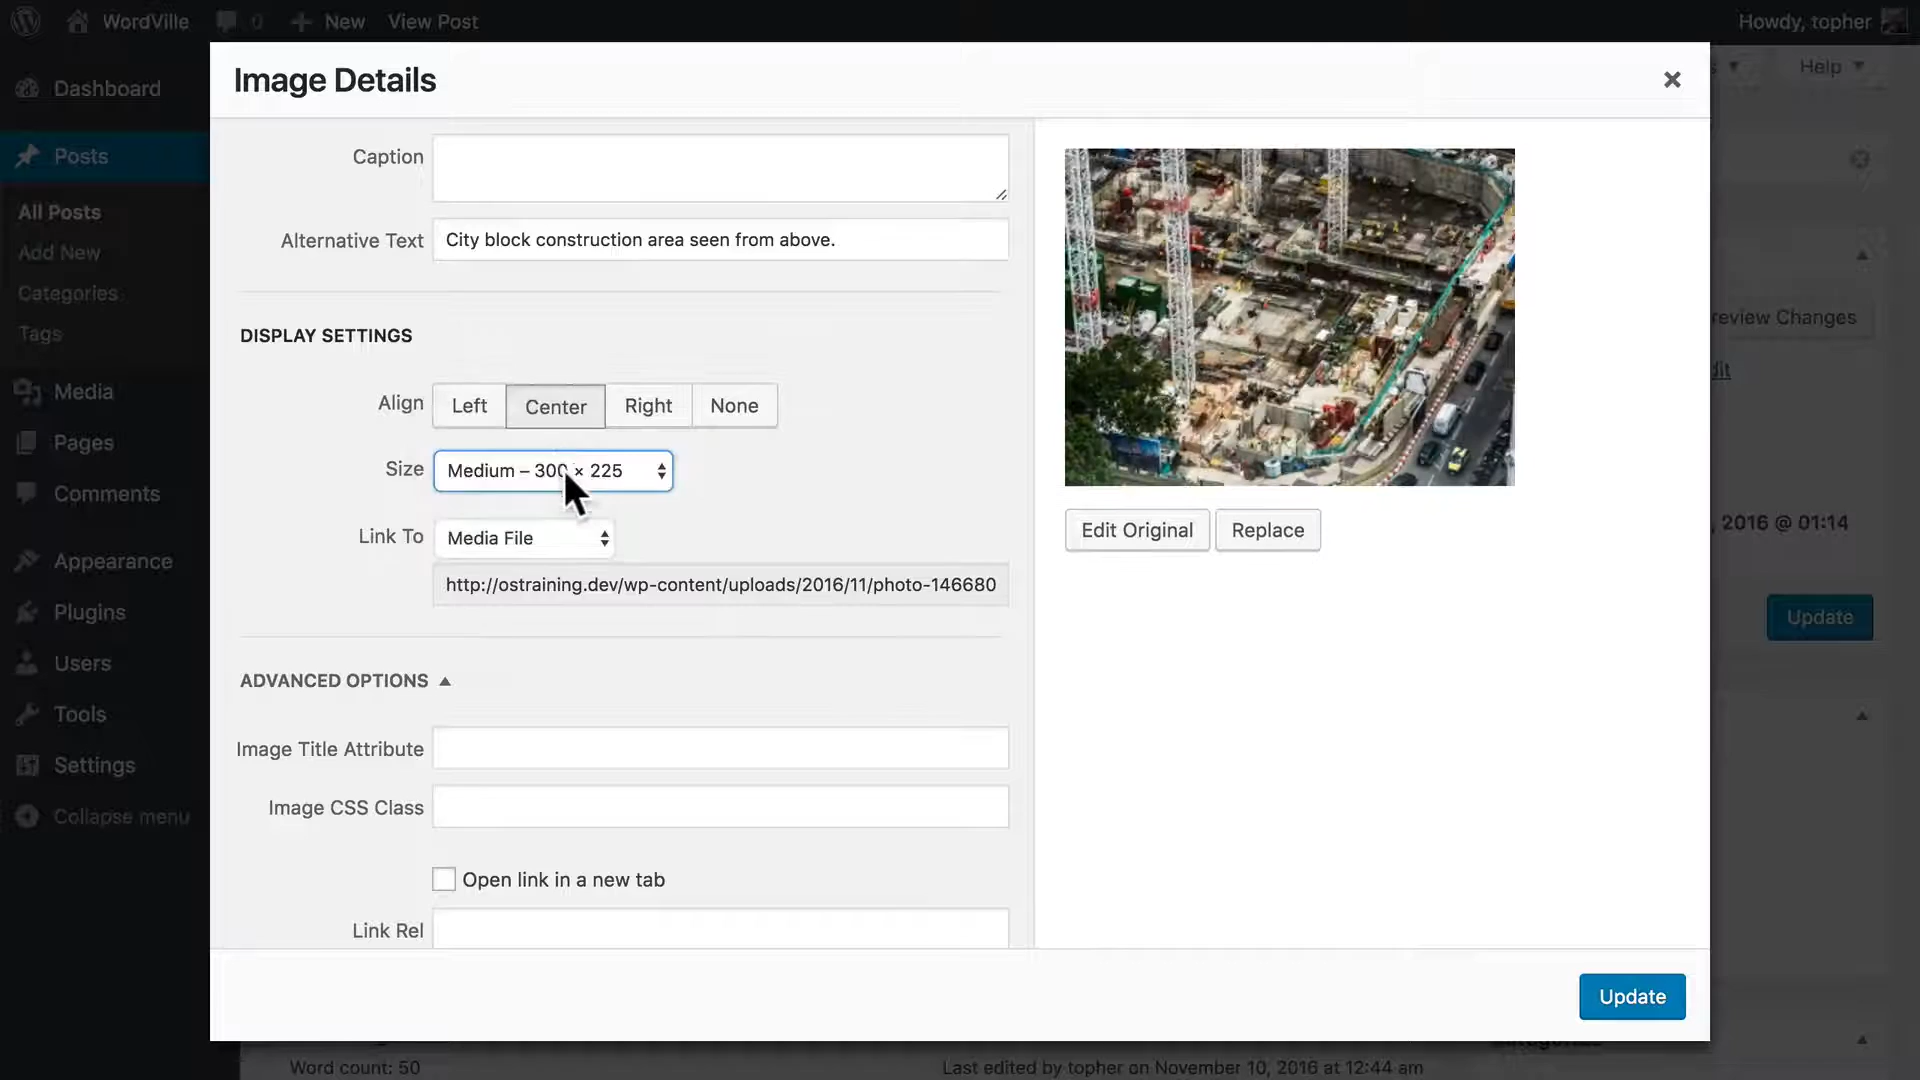 WordVille 0 New View Post Howdy, topher
Image Details
Help
Dashboard
Posts
All Posts
Add New
Categories
Tags
Media
Pages
Comments
Appearance
Plugins
Users
Tools
Settings
Collapse menu
Caption
Alternative Text City block construction area seen from above.
DISPLAY SETTINGS
Align Left Center Right None
Size Medium – 300 × 225
Link To Media File
http://ostraining.dev/wp-content/uploads/2016/11/photo-146680
ADVANCED OPTIONS
Image Title Attribute
Image CSS Class
Open link in a new tab
Link Rel
Edit Original Replace
Update
review Changes
, 2016 @ 01:14
Update
Word count: 50
Last edited by topher on November 10, 2016 at 12:44 am